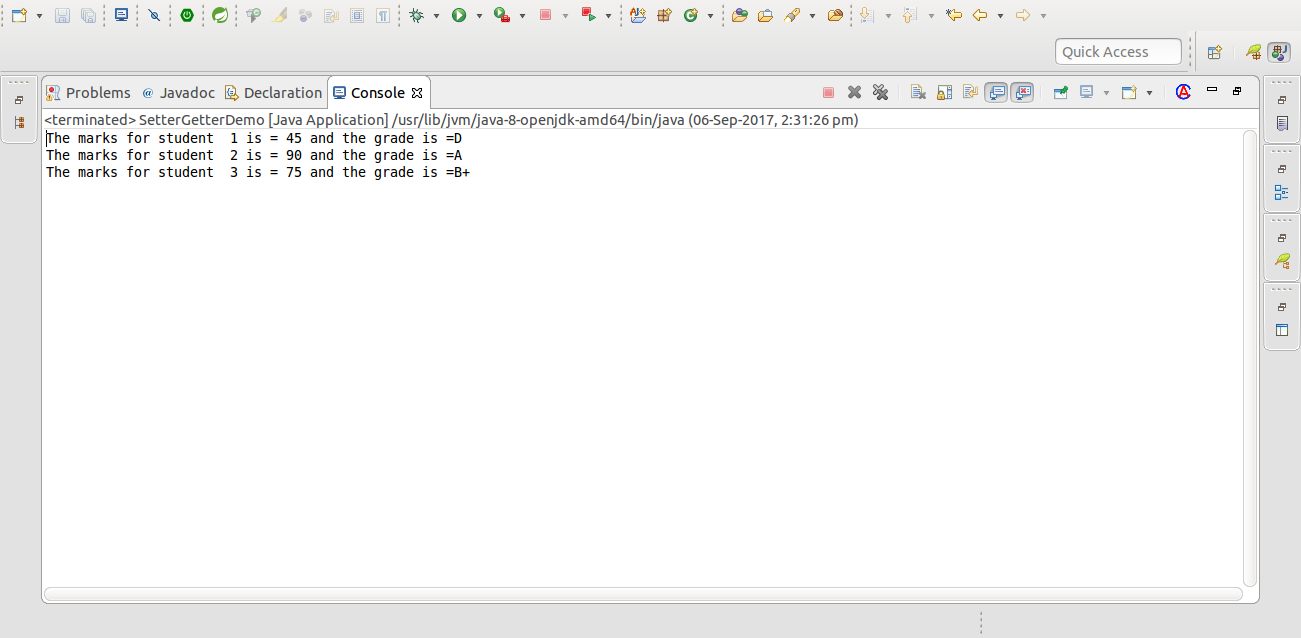 Quick Access
Problems @ Javadoc Declaration Console
<terminated> SetterGetterDemo [Java Application] /usr/lib/jvm/java-8-openjdk-amd64/bin/java (06-Sep-2017, 2:31:26 pm)
The marks for student  1 is = 45 and the grade is =D
The marks for student  2 is = 90 and the grade is =A
The marks for student  3 is = 75 and the grade is =B+